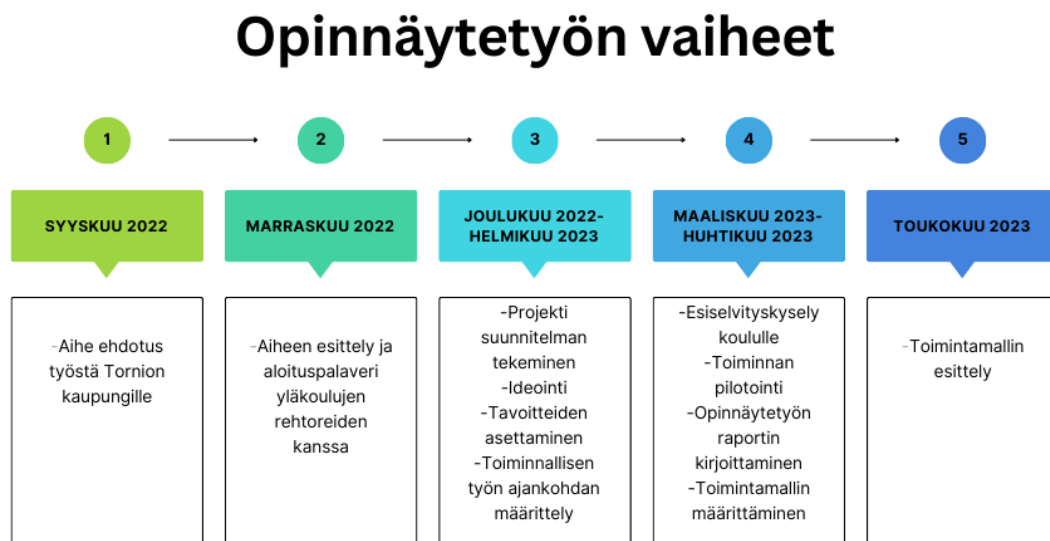 Opinnäytetyön vaiheet
1
2
3
4
5
SYYSKUU 2022
MARRASKUU 2022
JOULUKUU 2022-
HELMIKUU 2023
MAALISKUU 2023-
HUHTIKUU 2023
TOUKOKUU 2023
-Aihe ehdotus
työstä Tornion
kaupungille
-Aiheen esittely ja
aloituspalaveri
yläkoulujen
rehtoreiden
kanssa
-Projekti
suunnitelman
tekeminen
-Ideointi
-Tavoitteiden
asettaminen
-Toiminnallisen
työn ajankohdan
määrittely
-Esiselvityskysely
koululle
-Toiminnan
pilotointi
-Opinnäytetyön
raportin
kirjoittaminen
-Toimintamallin
määrittäminen
-Toimintamallin
esittely